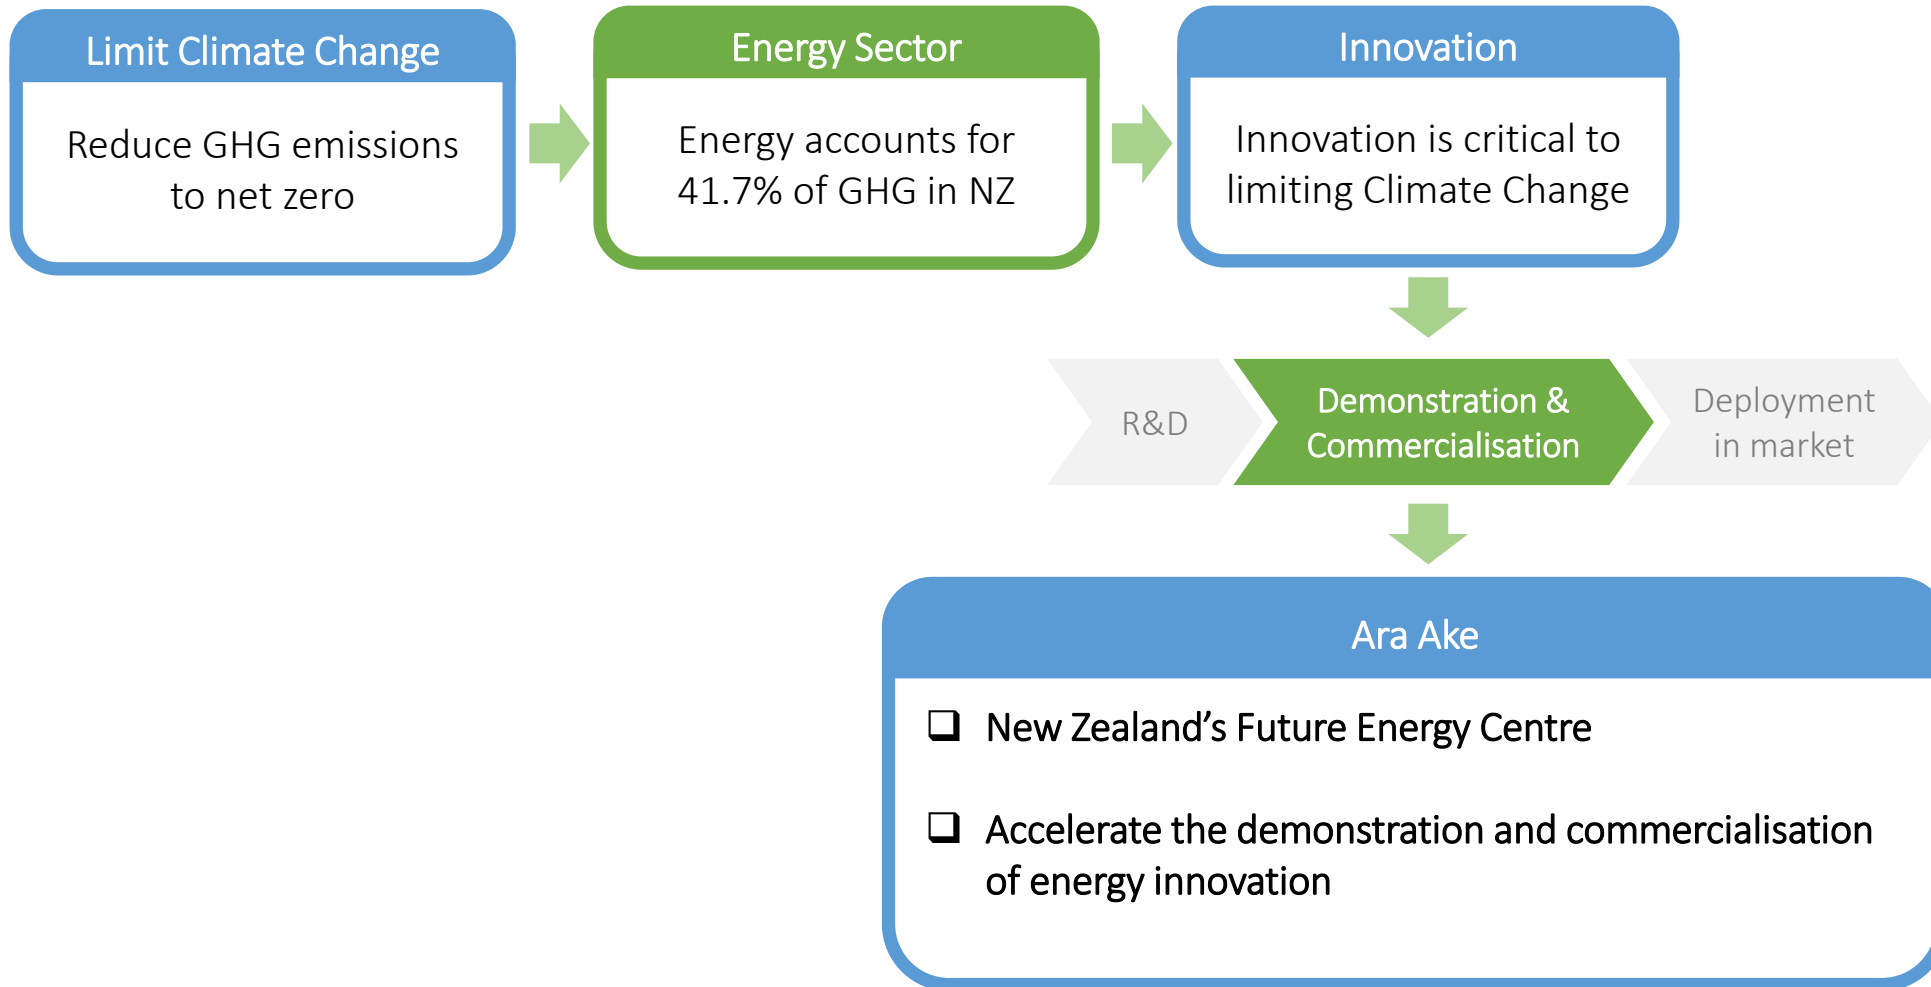 Limit Climate Change
Reduce GHG emissions
to net zero
Energy Sector
Energy accounts for
41.7% of GHG in NZ
Innovation
Innovation is critical to
limiting Climate Change
R&D
Demonstration &
Commercialisation
Deployment
in market
Ara Ake
❑ New Zealand’s Future Energy Centre
❑ Accelerate the demonstration and commercialisation
of energy innovation